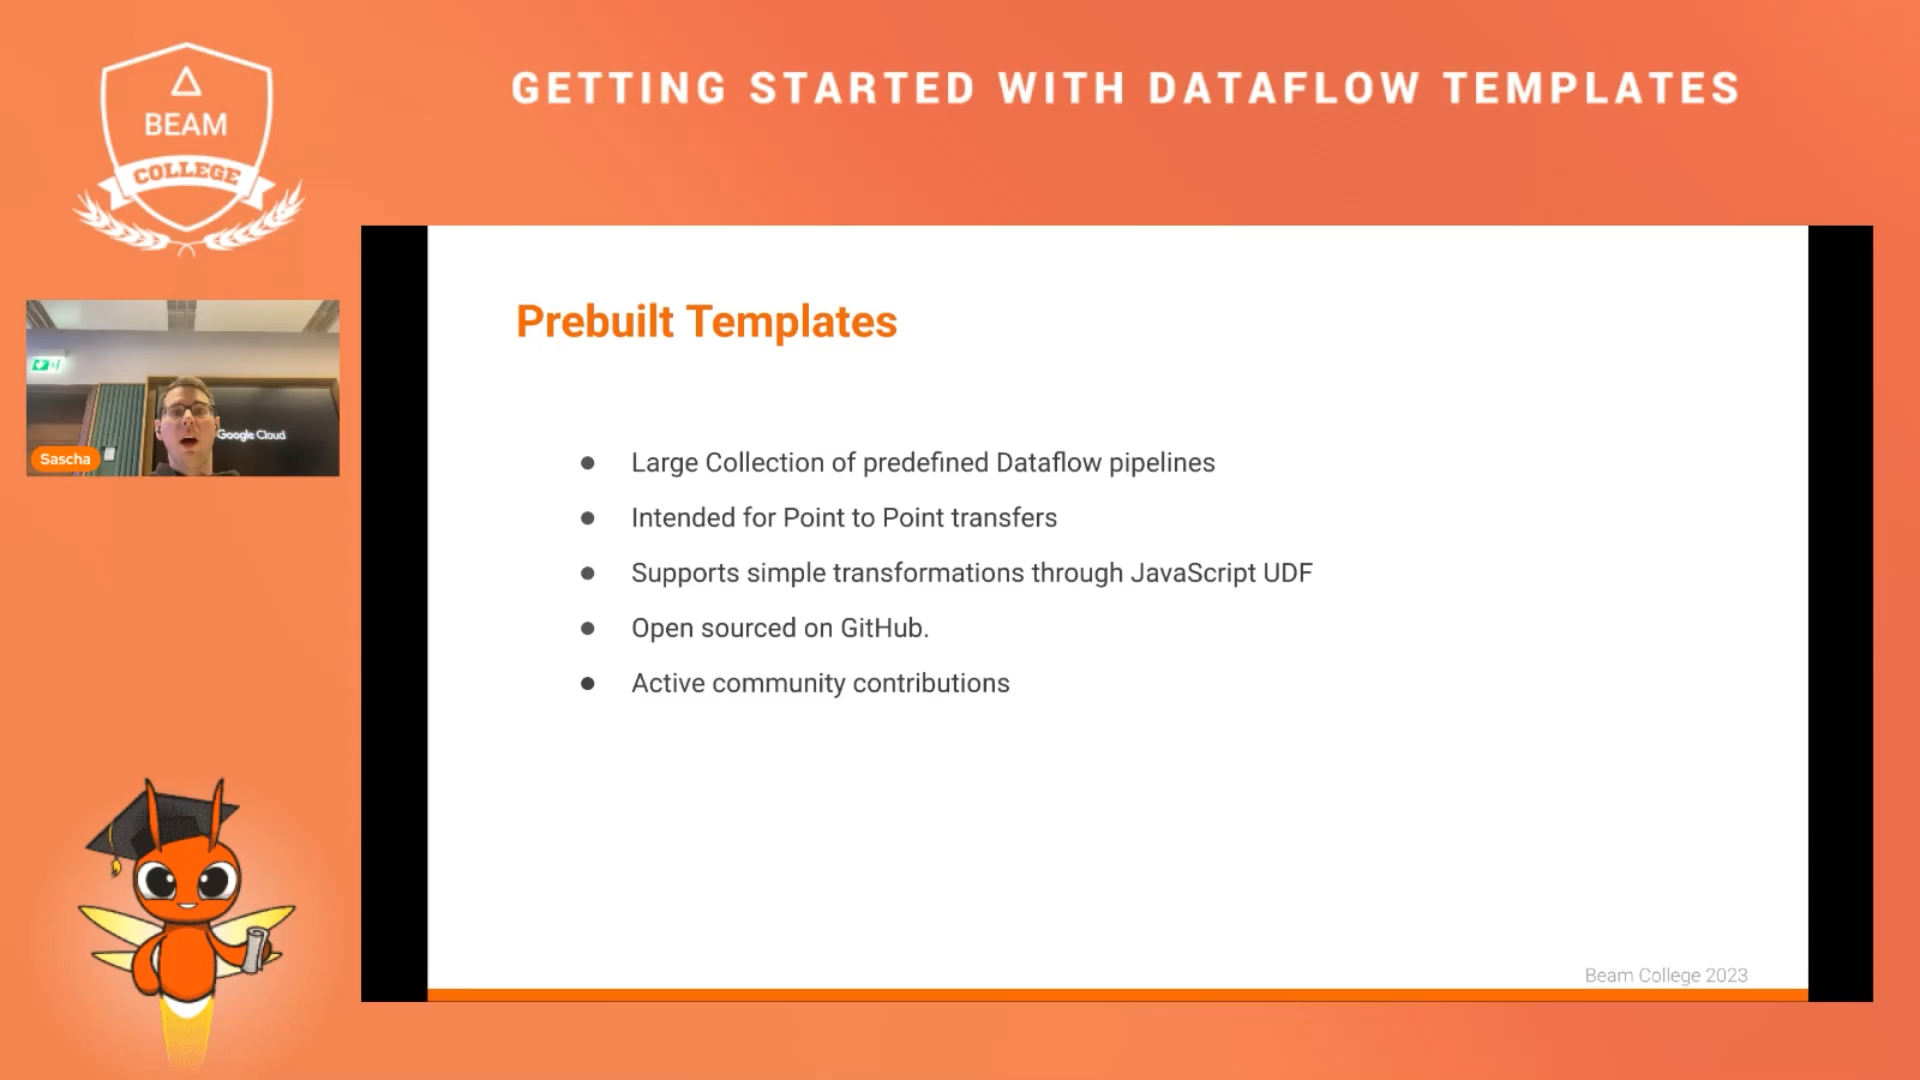 BEAM
COLLEGE
GETTING STARTED WITH DATAFLOW TEMPLATES
Google Cloud
Sascha
Prebuilt Templates
● Large Collection of predefined Dataflow pipelines
● Intended for Point to Point transfers
● Supports simple transformations through JavaScript UDF
● Open sourced on GitHub.
● Active community contributions
Beam College 2023